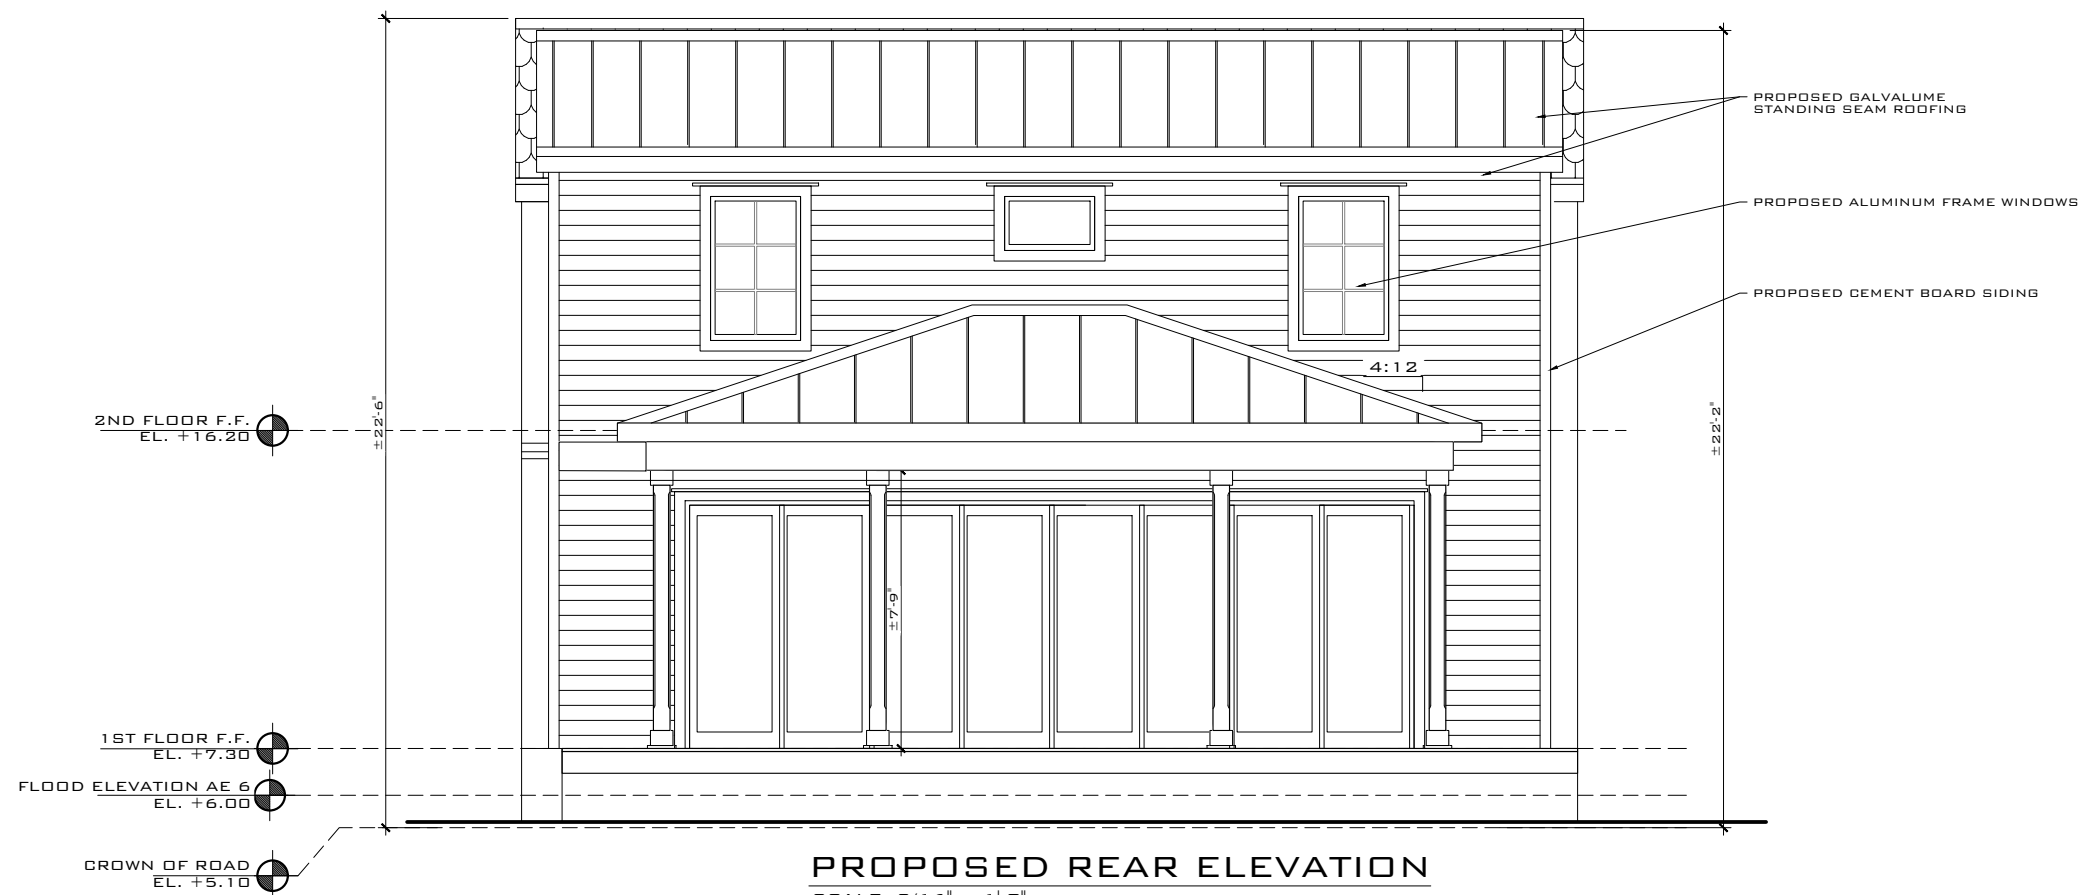 PROPOSED GALVALUME
STANDING SEAM ROOFING
PROPOSED ALUMINUM FRAME WINDOWS
PROPOSED CEMENT BOARD SIDING
4:12
±22'-6"
±22'-2"
2ND FLOOR F.F.
EL. +16.20
±7'-9"
1ST FLOOR F.F.
EL. +7.30
FLOOD ELEVATION AE 6
EL. +6.00
CROWN OF ROAD
EL. +5.10
PROPOSED REAR ELEVATION